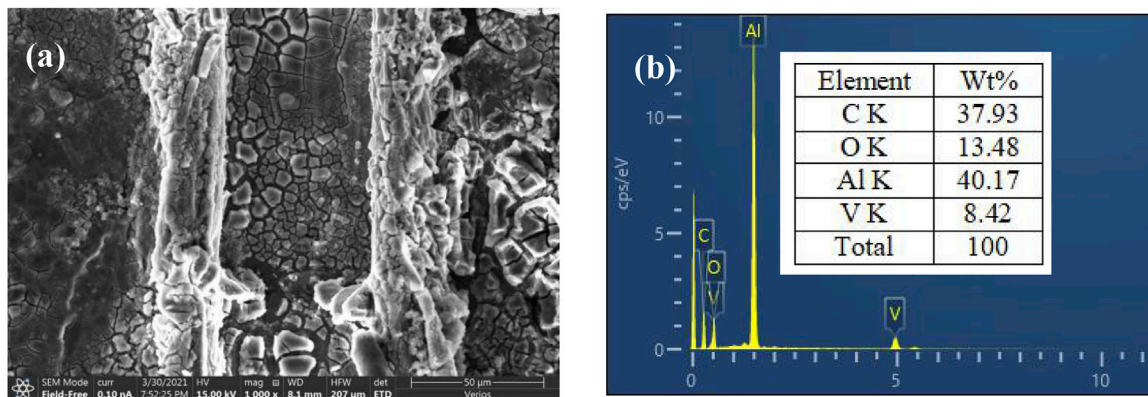 (a)
SEM Mode curr 3/30/2021 HV mag WD HFW det 50 μm
Field-Free 0.10 nA 7:52:25 PM 15.00 kV 1 000 x 8.1 mm 207 μm ETD Verios
(b)
cps/eV
10
5
0
Al
C
O
V
V
0 5 10
Element Wt%
C K 37.93
O K 13.48
Al K 40.17
V K 8.42
Total 100